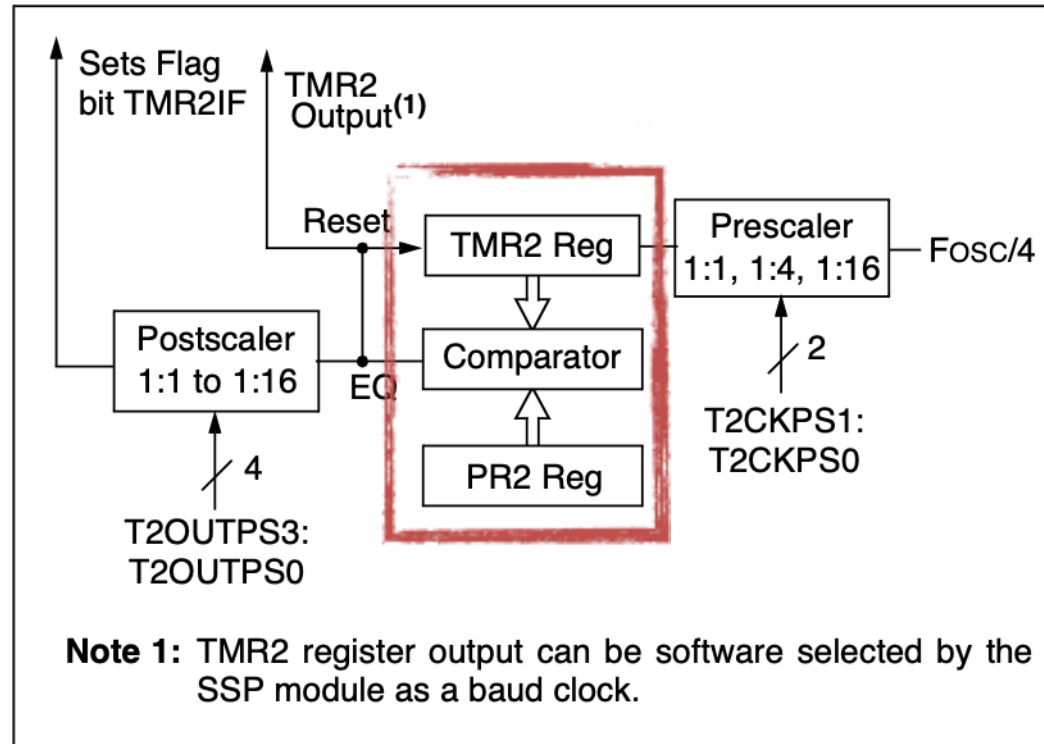 Sets Flag
bit TMR2IF
TMR2
Output(1)
Reset
TMR2 Reg
Prescaler
1:1, 1:4, 1:16
FOSC/4
Postscaler
1:1 to 1:16
EQ
Comparator
2
T2CKPS1:
T2CKPS0
4
PR2 Reg
T2OUTPS3:
T2OUTPS0
Note 1: TMR2 register output can be software selected by the
SSP module as a baud clock.